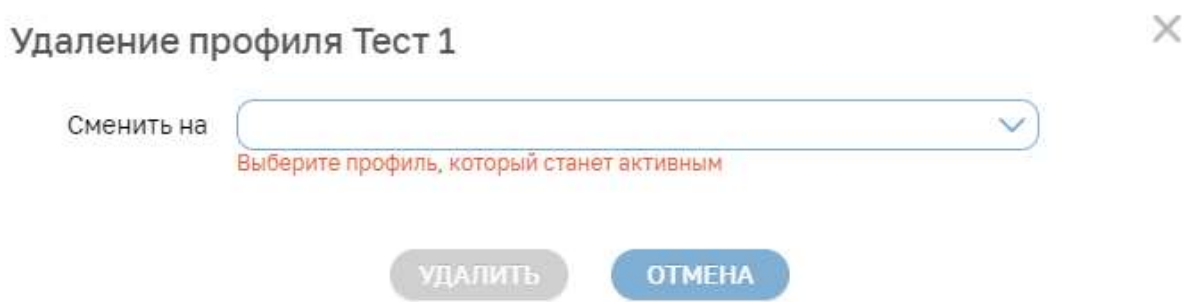 Удаление профиля Тест 1
Сменить на
Выберите профиль, который станет активным
УДАЛИТЬ ОТМЕНА